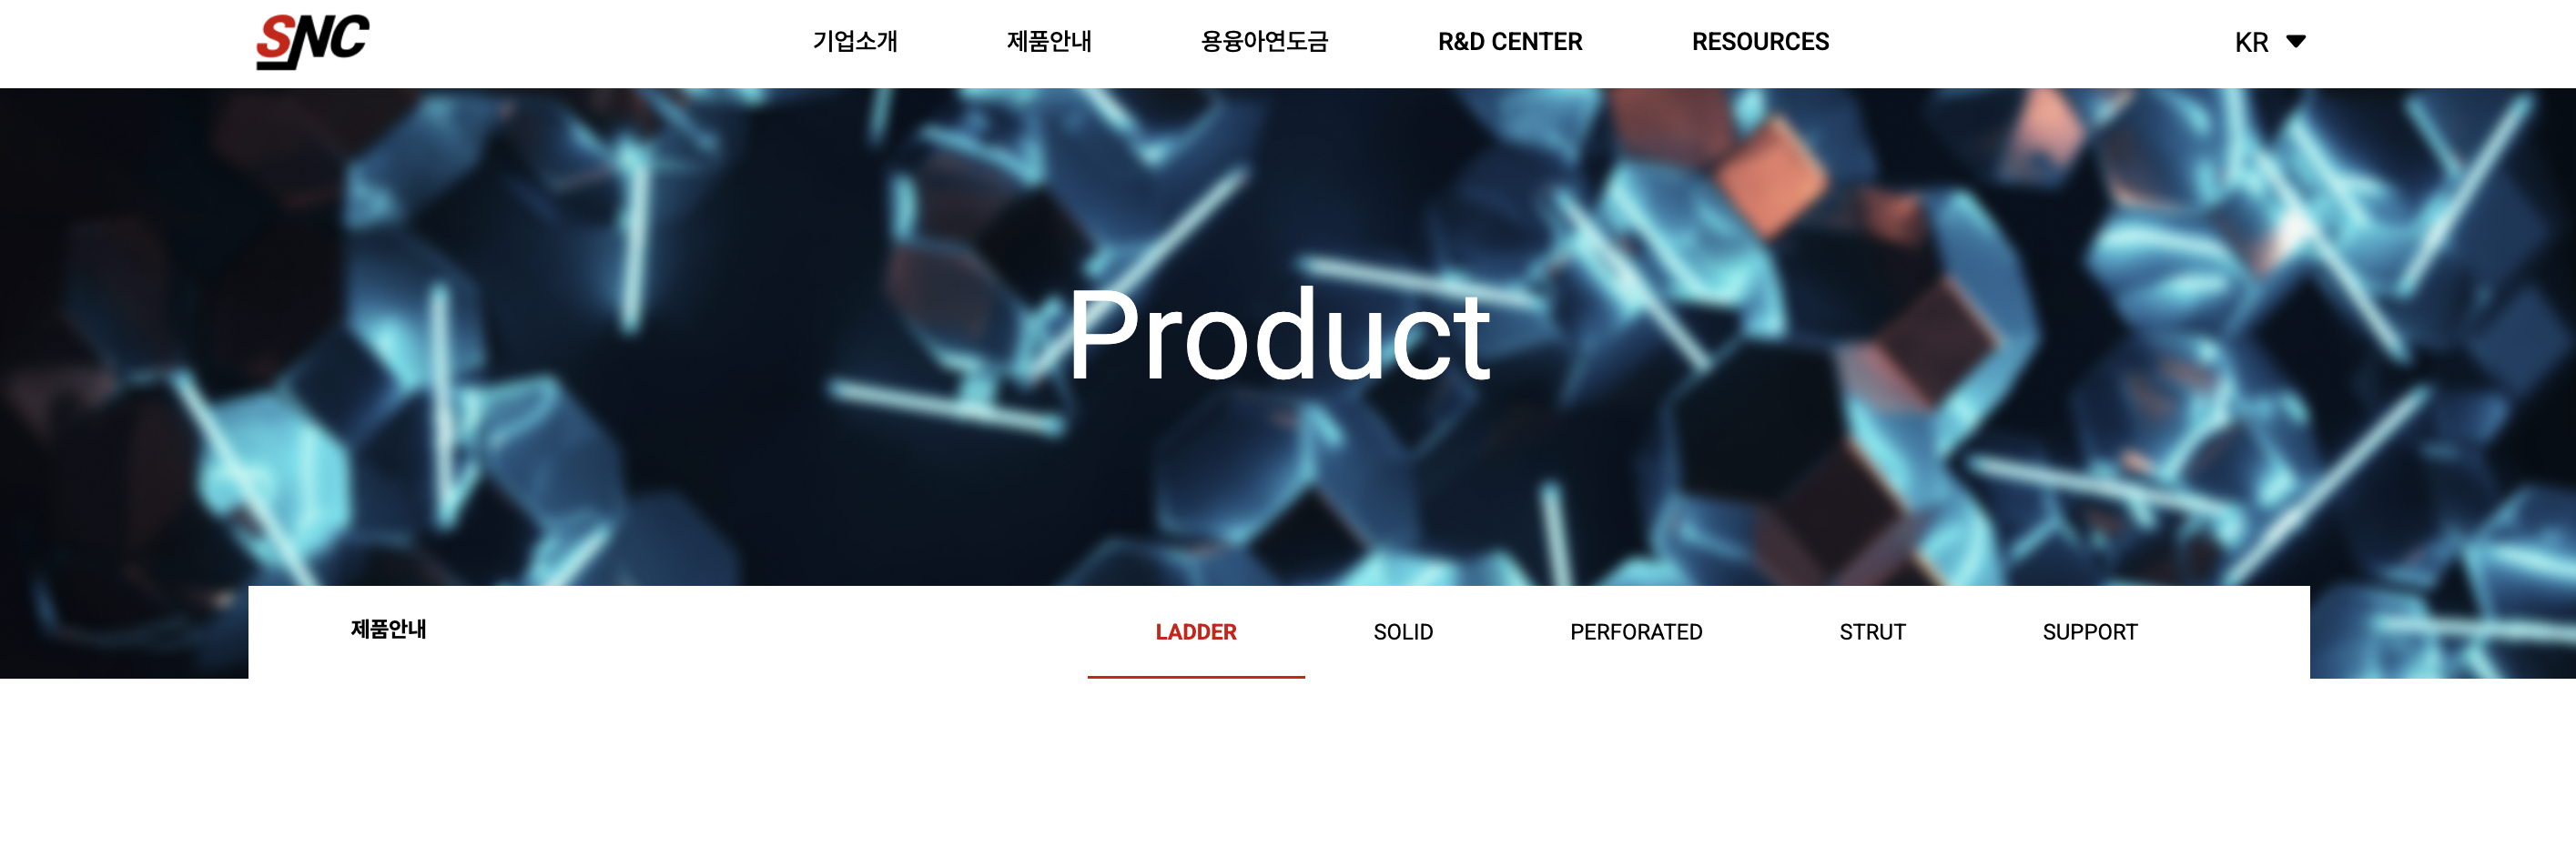 SNC
기업소개
제품안내
용융아연도금
R&D CENTER
RESOURCES
KR
Product
제품안내
LADDER
SOLID
PERFORATED
STRUT
SUPPORT